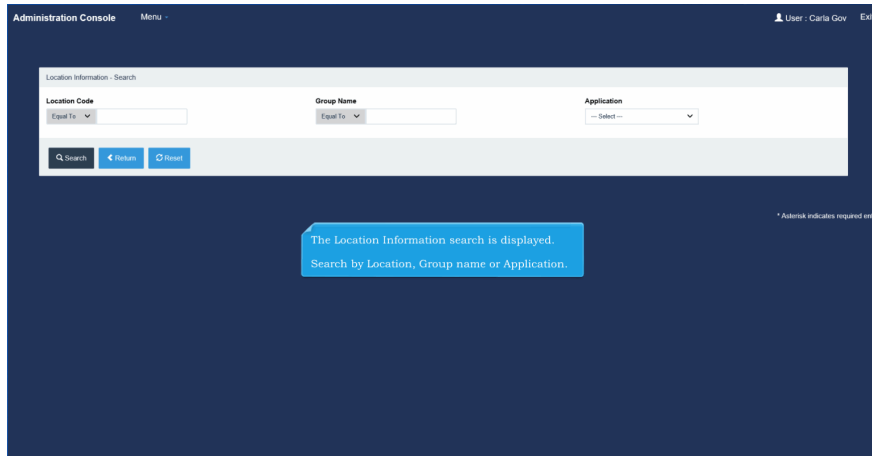 Administration Console Menu User : Carla Gov
Location Information - Search
Location Code Group Name Application
Equal To Equal To --- Select ---
Search Return Reset
* Asterisk indicates required
The Location Information search is displayed.
Search by Location, Group name or Application.